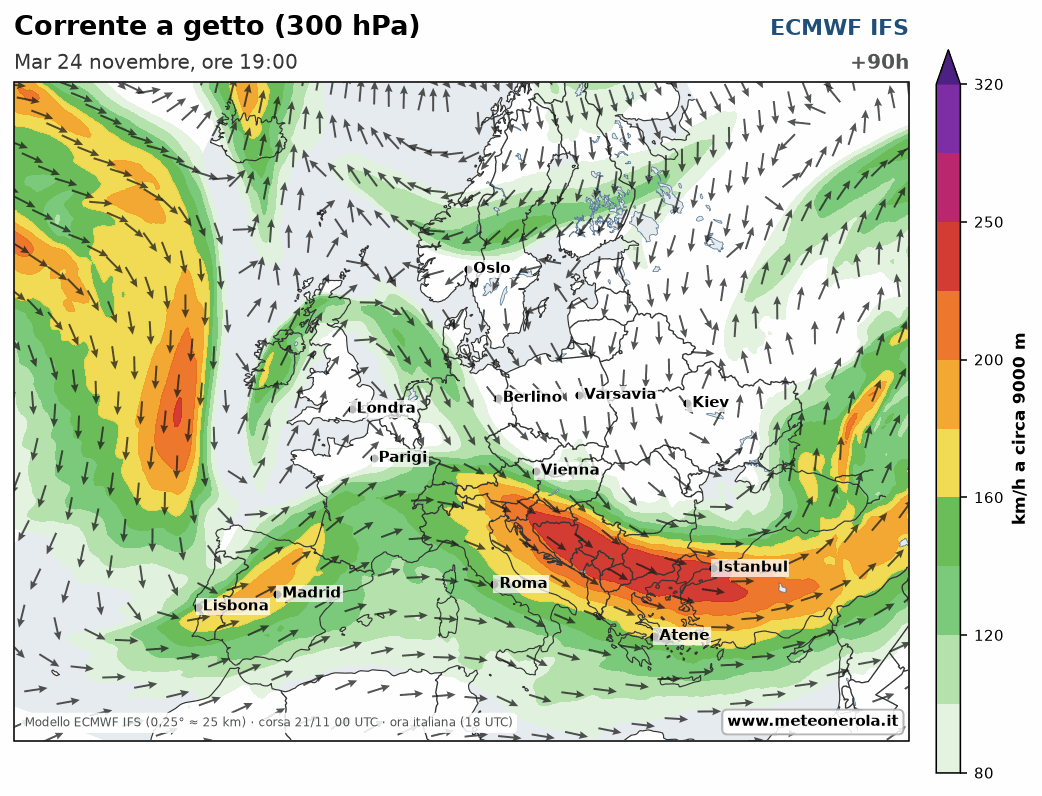 Corrente a getto (300 hPa)
ECMWF IFS
Mar 24 novembre, ore 19:00
+90h
320
250
200
160
120
80
km/h a circa 9000 m
Oslo
Londra
Berlino
Varsavia
Kiev
Parigi
Vienna
Istanbul
Madrid
Roma
Lisbona
Atene
Modello ECMWF IFS (0,25° ≈ 25 km) · corsa 21/11 00 UTC · ora italiana (18 UTC)
www.meteonerola.it